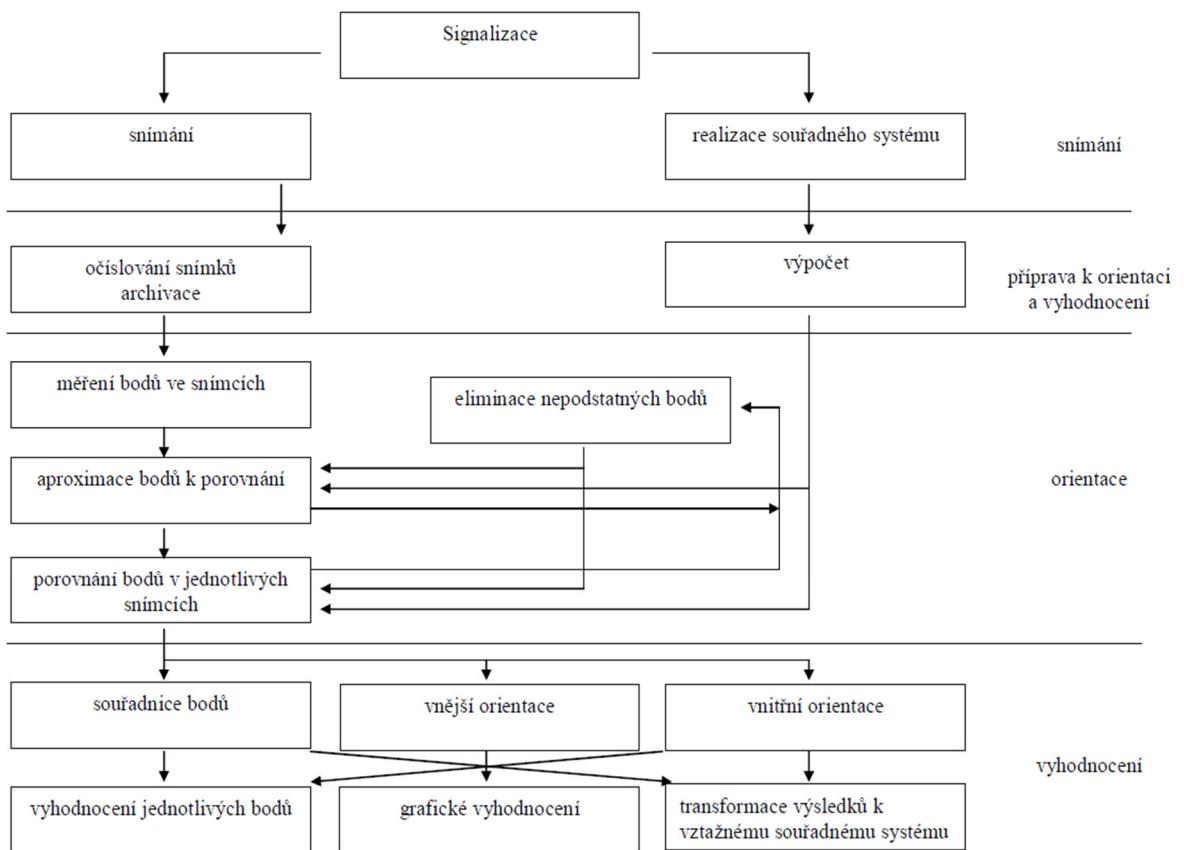 Signalizace
snímání
realizace souřadného systému
snímání
očíslování snímků
archivace
výpočet
příprava k orientaci
a vyhodnocení
měření bodů ve snímcích
eliminace nepodstatných bodů
aproximace bodů k porovnání
orientace
porovnání bodů v jednotlivých
snímcích
souřadnice bodů
vnější orientace
vnitřní orientace
vyhodnocení
vyhodnocení jednotlivých bodů
grafické vyhodnocení
transformace výsledků k
vztažnému souřadnému systému